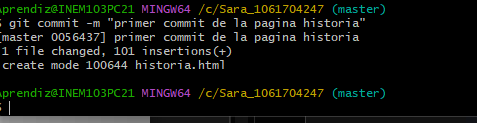 Aprendiz@INEM103PC21 MINGW64 /c/Sara_1061704247 (master)
$ git commit -m "primer commit de la pagina historia"
[master 0056437] primer commit de la pagina historia
1 file changed, 101 insertions(+)
create mode 100644 historia.html
Aprendiz@INEM103PC21 MINGW64 /c/Sara_1061704247 (master)
$